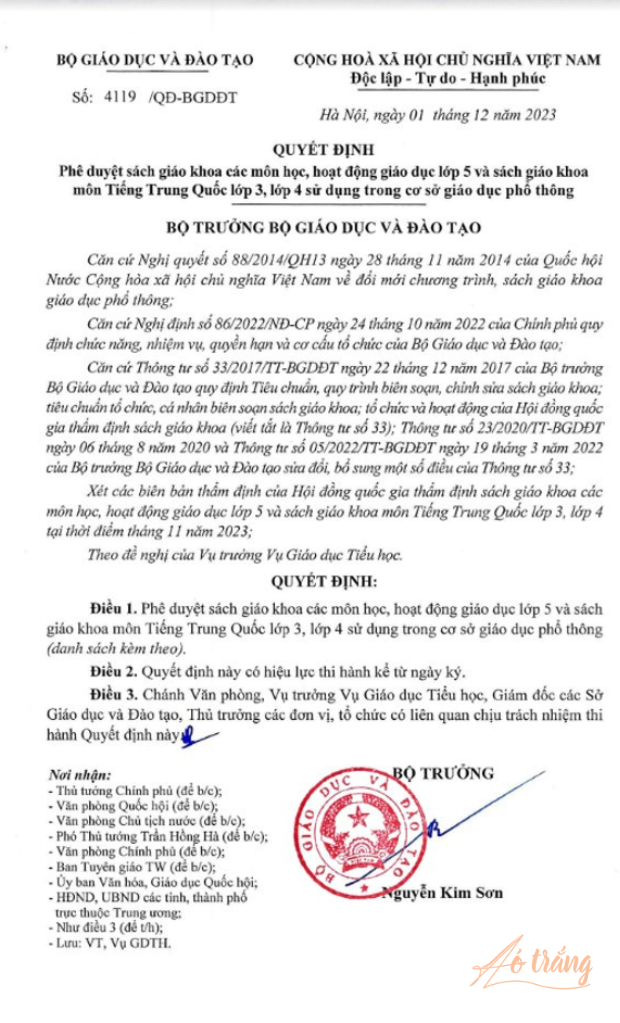 BỘ GIÁO DỤC VÀ ĐÀO TẠO
CỘNG HOÀ XÃ HỘI CHỦ NGHĨA VIỆT NAM
Độc lập - Tự do - Hạnh phúc
Số: 4119 /QĐ-BGDĐT
Hà Nội, ngày 01 tháng 12 năm 2023
QUYẾT ĐỊNH
Phê duyệt sách giáo khoa các môn học, hoạt động giáo dục lớp 5 và sách giáo khoa
môn Tiếng Trung Quốc lớp 3, lớp 4 sử dụng trong cơ sở giáo dục phổ thông
BỘ TRƯỞNG BỘ GIÁO DỤC VÀ ĐÀO TẠO
Căn cứ Nghị quyết số 88/2014/QH13 ngày 28 tháng 11 năm 2014 của Quốc hội
Nước Cộng hòa xã hội chủ nghĩa Việt Nam về đổi mới chương trình, sách giáo khoa
giáo dục phổ thông;
Căn cứ Nghị định số 86/2022/NĐ-CP ngày 24 tháng 10 năm 2022 của Chính phủ quy
định chức năng, nhiệm vụ, quyền hạn và cơ cấu tổ chức của Bộ Giáo dục và Đào tạo;
Căn cứ Thông tư số 33/2017/TT-BGDĐT ngày 22 tháng 12 năm 2017 của Bộ trưởng
Bộ Giáo dục và Đào tạo quy định Tiêu chuẩn, quy trình biên soạn, chỉnh sửa sách giáo khoa;
tiêu chuẩn tổ chức, cá nhân biên soạn sách giáo khoa; tổ chức và hoạt động của Hội đồng quốc
gia thẩm định sách giáo khoa (viết tắt là Thông tư số 33); Thông tư số 23/2020/TT-BGDĐT
ngày 06 tháng 8 năm 2020 và Thông tư số 05/2022/TT-BGDĐT ngày 19 tháng 3 năm 2022
của Bộ trưởng Bộ Giáo dục và Đào tạo sửa đổi, bổ sung một số điều của Thông tư số 33;
Xét các biên bản thẩm định của Hội đồng quốc gia thẩm định sách giáo khoa các
môn học, hoạt động giáo dục lớp 5 và sách giáo khoa môn Tiếng Trung Quốc lớp 3, lớp 4
tại thời điểm tháng 11 năm 2023;
Theo đề nghị của Vụ trưởng Vụ Giáo dục Tiểu học.
QUYẾT ĐỊNH:
Điều 1. Phê duyệt sách giáo khoa các môn học, hoạt động giáo dục lớp 5 và sách
giáo khoa môn Tiếng Trung Quốc lớp 3, lớp 4 sử dụng trong cơ sở giáo dục phổ thông
(danh sách kèm theo).
Điều 2. Quyết định này có hiệu lực thi hành kể từ ngày ký.
Điều 3. Chánh Văn phòng, Vụ trưởng Vụ Giáo dục Tiểu học, Giám đốc các Sở
Giáo dục và Đào tạo, Thủ trưởng các đơn vị, tổ chức có liên quan chịu trách nhiệm thi
hành Quyết định này
Nơi nhận:
- Thủ tướng Chính phủ (để b/c);
- Văn phòng Quốc hội (để b/c);
- Văn phòng Chủ tịch nước (để b/c);
- Phó Thủ tướng Trần Hồng Hà (để b/c);
- Văn phòng Chính phủ (để b/c);
- Ban Tuyên giáo TW (để b/c);
- Ủy ban Văn hóa, Giáo dục Quốc hội;
- HĐND, UBND các tỉnh, thành phố
trực thuộc Trung ương;
- Như điều 3 (để t/h);
- Lưu: VT, Vụ GDTH.
BỘ TRƯỞNG
BỘ GIÁO DỤC VÀ ĐÀO TẠO
Nguyễn Kim Sơn
Áo trắng